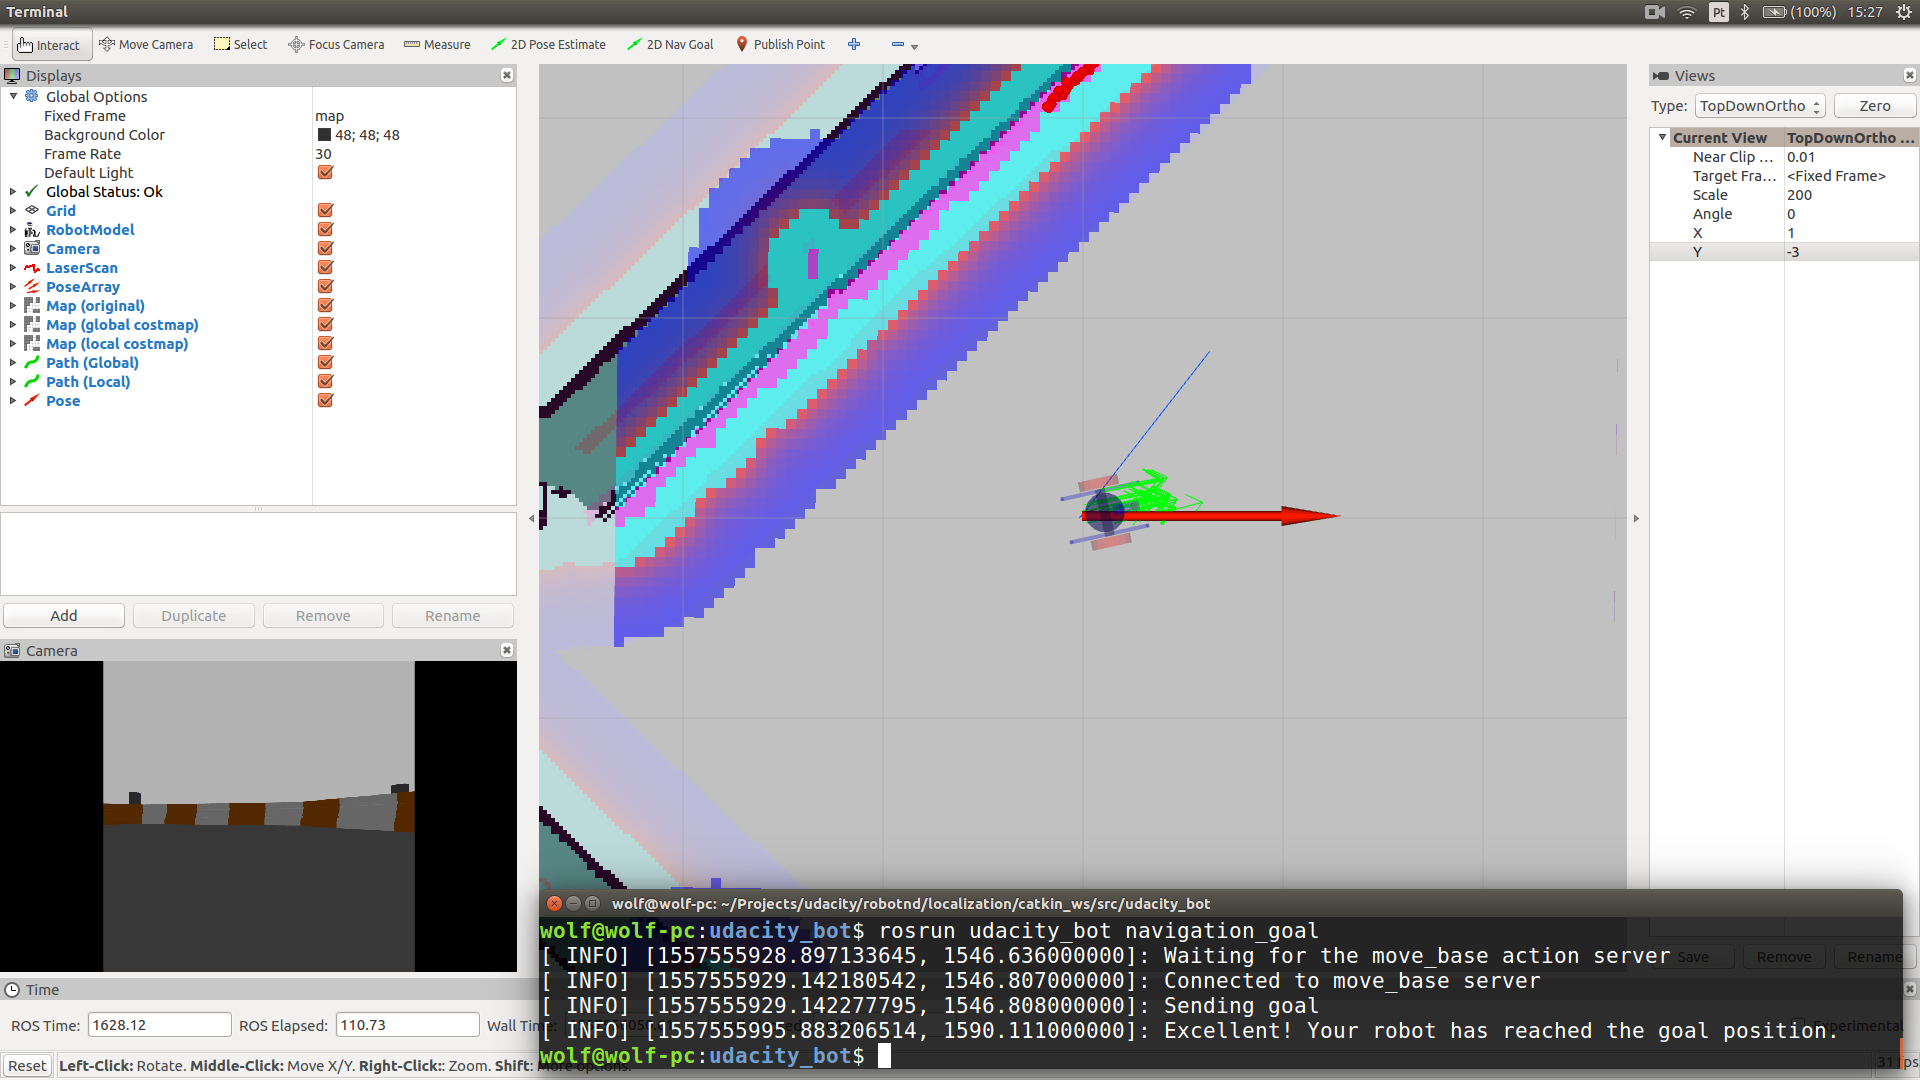 Terminal
Pt
(100%)
15:27
Interact
Move Camera
Select
Focus Camera
Measure
2D Pose Estimate
2D Nav Goal
Publish Point
Displays
Global Options
Fixed Frame
map
Background Color
48; 48; 48
Frame Rate
30
Default Light
Global Status: Ok
Grid
RobotModel
Camera
LaserScan
PoseArray
Map (original)
Map (global costmap)
Map (local costmap)
Path (Global)
Path (Local)
Pose
Add
Duplicate
Remove
Rename
Camera
Views
Type:
TopDownOrtho
Zero
Current View
TopDownOrtho ...
Near Clip ...
0.01
Target Fra...
<Fixed Frame>
Scale
200
Angle
0
X
1
Y
-3
Save
Remove
Rename
wolf@wolf-pc: ~/Projects/udacity/robotnd/localization/catkin_ws/src/udacity_bot
wolf@wolf-pc:udacity_bot$ rosrun udacity_bot navigation_goal
[ INFO] [1557555928.897133645, 1546.636000000]: Waiting for the move_base action server
[ INFO] [1557555929.142180542, 1546.807000000]: Connected to move_base server
[ INFO] [1557555929.142277795, 1546.808000000]: Sending goal
[ INFO] [1557555995.883206514, 1590.111000000]: Excellent! Your robot has reached the goal position.
wolf@wolf-pc:udacity_bot$
Time
ROS Time:
1628.12
ROS Elapsed:
110.73
Wall Time:
Experimental
Reset
Left-Click: Rotate. Middle-Click: Move X/Y. Right-Click:: Zoom. Shift: More options.
31 fps